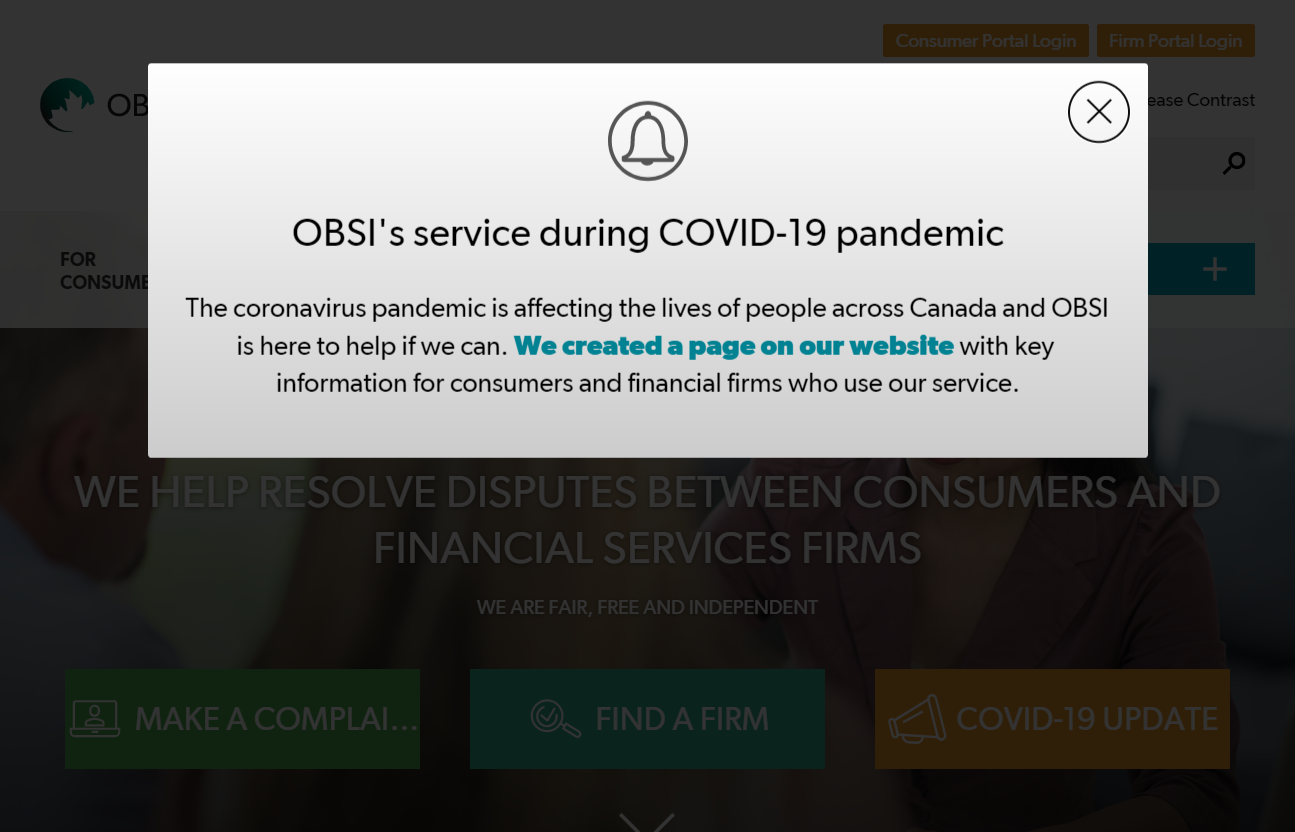 Consumer Portal Login Firm Portal Login
OB
ease Contrast
OBSI's service during COVID-19 pandemic
FOR
CONSUME
The coronavirus pandemic is affecting the lives of people across Canada and OBSI
is here to help if we can. We created a page on our website with key
information for consumers and financial firms who use our service.
WE HELP RESOLVE DISPUTES BETWEEN CONSUMERS AND
FINANCIAL SERVICES FIRMS
WE ARE FAIR, FREE AND INDEPENDENT
MAKE A COMPLAI...
FIND A FIRM
COVID-19 UPDATE